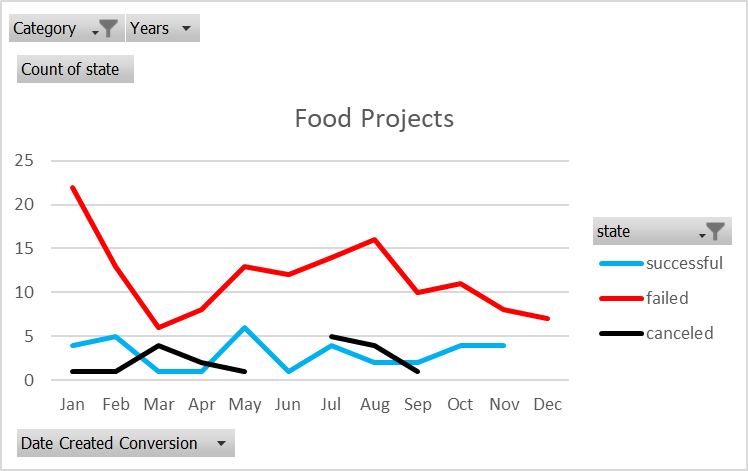 Category Years
Count of state
Food Projects
25
20
15
10
5
0
Jan Feb Mar Apr May Jun Jul Aug Sep Oct Nov Dec
state
successful
failed
canceled
Date Created Conversion